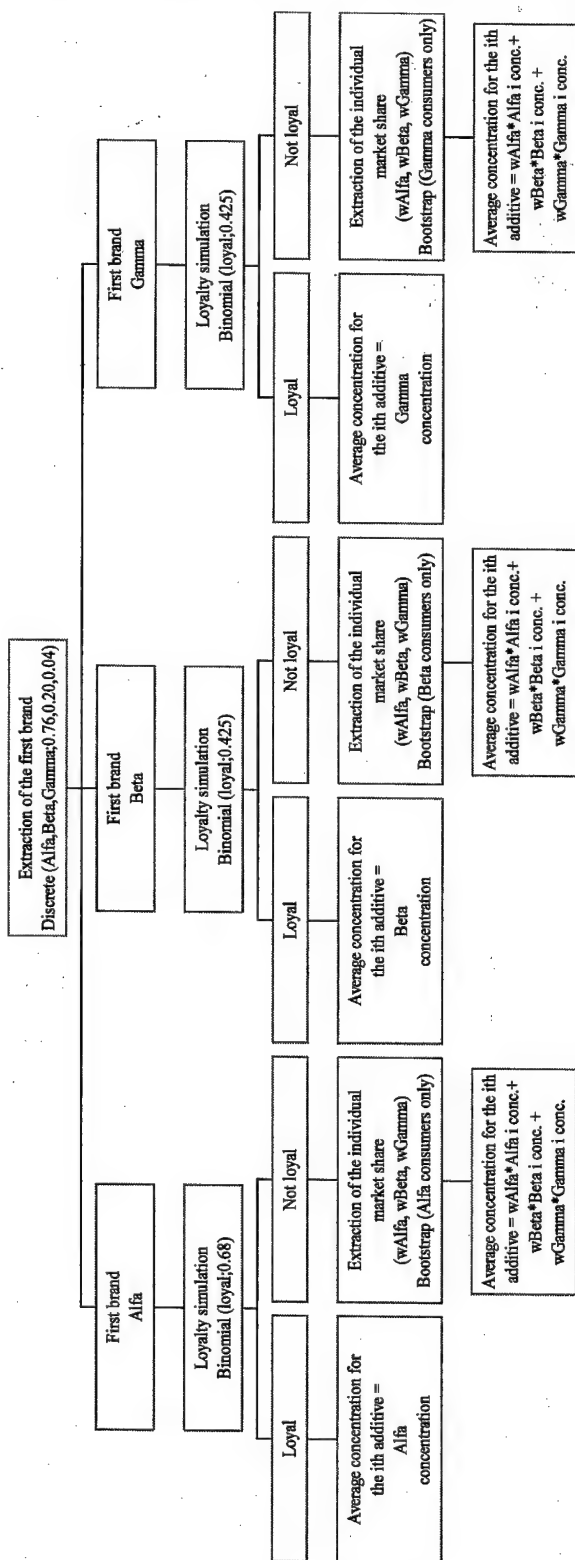 Extraction of the first brand
Discrete (Alfa,Beta,Gamma;0.76,0.20,0.04)
First brand
Alfa
Loyalty simulation
Binomial (loyal;0.68)
Loyal
Average concentration for
the ith additive =
Alfa
concentration
Not loyal
Extraction of the individual
market share
(wAlfa, wBeta, wGamma)
Bootstrap (Alfa consumers only)
Average concentration for the ith
additive = wAlfa*Alfa i conc.+
wBeta*Beta i conc. +
wGamma*Gamma i conc.
First brand
Beta
Loyalty simulation
Binomial (loyal;0.425)
Loyal
Average concentration for
the ith additive =
Beta
concentration
Not loyal
Extraction of the individual
market share
(wAlfa, wBeta, wGamma)
Bootstrap (Beta consumers only)
Average concentration for the ith
additive = wAlfa*Alfa i conc.+
wBeta*Beta i conc. +
wGamma*Gamma i conc.
First brand
Gamma
Loyalty simulation
Binomial (loyal;0.425)
Loyal
Average concentration for
the ith additive =
Gamma
concentration
Not loyal
Extraction of the individual
market share
(wAlfa, wBeta, wGamma)
Bootstrap (Gamma consumers only)
Average concentration for the ith
additive = wAlfa*Alfa i conc.+
wBeta*Beta i conc. +
wGamma*Gamma i conc.